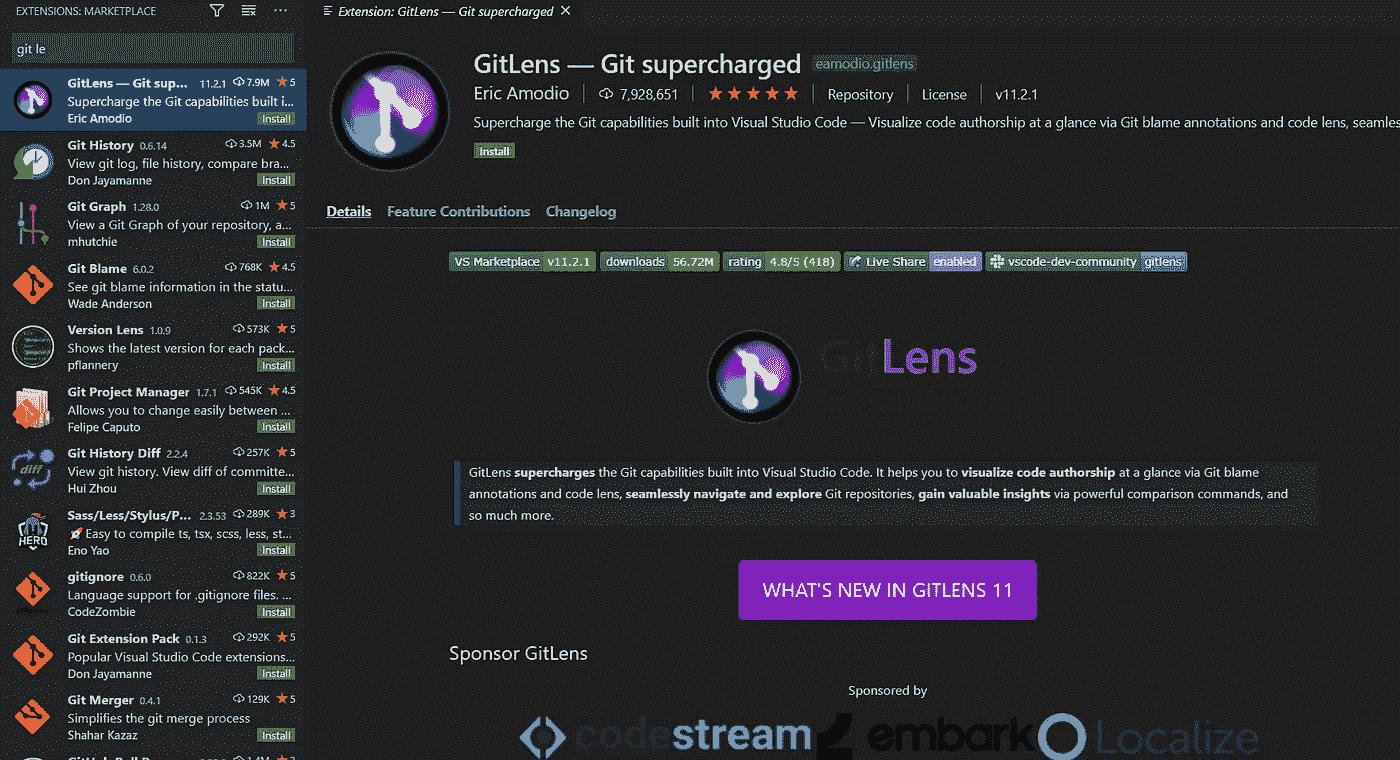 EXTENSIONS: MARKETPLACE
git le
GitLens — Git sup... 11.2.1 7.9M 5
Supercharge the Git capabilities built i...
Eric Amodio Install
Git History 0.6.14 3.5M 4.5
View git log, file history, compare bra...
Don Jayamanne Install
Git Graph 1.28.0 1M 5
View a Git Graph of your repository, a...
mhutchie Install
Git Blame 6.0.2 768K 4.5
See git blame information in the statu...
Wade Anderson Install
Version Lens 1.0.9 573K 5
Shows the latest version for each pack...
pflannery Install
Git Project Manager 1.7.1 545K 4.5
Allows you to change easily between ...
Felipe Caputo Install
diff
Git History Diff 2.2.4 257K 5
View git history. View diff of committe...
Hui Zhou Install
HERO
Sass/Less/Stylus/P... 2.3.53 289K 3
🚀 Easy to compile ts, tsx, scss, less, st...
Eno Yao Install
gitignore 0.6.0 822K 5
Language support for .gitignore files. ...
CodeZombie Install
Git Extension Pack 0.1.3 292K 5
Popular Visual Studio Code extensions...
Don Jayamanne Install
Git Merger 0.4.1 129K 5
Simplifies the git merge process
Shahar Kazaz Install
Extension: GitLens — Git supercharged
GitLens — Git supercharged eamodio.gitlens
Eric Amodio 7,928,651 Repository License v11.2.1
Supercharge the Git capabilities built into Visual Studio Code — Visualize code authorship at a glance via Git blame annotations and code lens, seamles
Install
Details Feature Contributions Changelog
VS Marketplace v11.2.1 downloads 56.72M rating 4.8/5 (418) Live Share enabled vscode-dev-community gitlens
GitLens
GitLens supercharges the Git capabilities built into Visual Studio Code. It helps you to visualize code authorship at a glance via Git blame
annotations and code lens, seamlessly navigate and explore Git repositories, gain valuable insights via powerful comparison commands, and
so much more.
WHAT'S NEW IN GITLENS 11
Sponsor GitLens
Sponsored by
codestream embark Localize